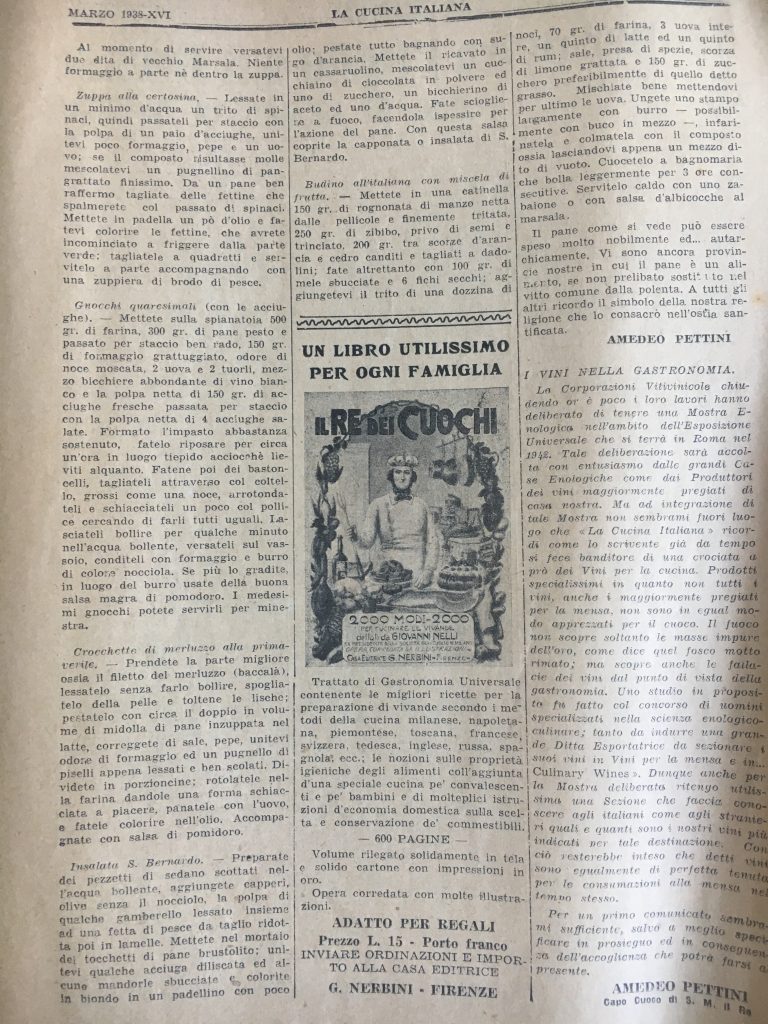 MARZO 1938-XVI
LA CUCINA ITALIANA
Al momento di servire versatevi
due dita di vecchio Marsala. Niente
formaggio a parte nè dentro la zuppa.
Zuppa alla certosina. — Lessate in
un minimo d'acqua un trito di spi-
naci, quindi passateli per staccio con
la polpa di un paio d'acciughe, uni-
tevi poco formaggio, pepe e un uo-
vo; se il composto risultasse molle
mescolatevi un pugnellino di pan-
grattato finissimo. Da un pane ben
raffermo tagliate delle fettine che
spalmerete col passato di spinaci.
Mettete in padella un pò d'olio e fa-
tevi colorire le fettine, che avrete
incominciato a friggere dalla parte
verde; tagliatele a quadretti e ser-
vitelo a parte accompagnando con
una zuppiera di brodo di pesce.
Gnocchi quaresimali (con le acciu-
ghe). — Mettete sulla spianatoia 500
gr. di farina, 300 gr. di pane pesto e
passato per staccio ben rado, 150 gr.
di formaggio grattuggiato, odore di
noce moscata, 2 uova e 2 tuorli, mez-
zo bicchiere abbondante di vino bian-
co e la polpa netta di 150 gr. di ac-
ciughe fresche passata per staccio
con la polpa netta di 4 acciughe sa-
late. Formato l'impasto abbastanza
sostenuto, fatelo riposare per circa
un'ora in luogo tiepido acciocchè lie-
viti alquanto. Fatene poi dei baston-
celli, tagliateli attraverso col coltel-
lo, grossi come una noce, arrotonda-
teli e schiacciateli un poco col polli-
ce cercando di farli tutti uguali. La-
sciateli bollire per qualche minuto
nell'acqua bollente, versateli sul vas-
soio, conditeli con formaggio e burro
di colore nocciola. Se più lo gradite,
in luogo del burro usate della buona
salsa magra di pomodoro. I medesi-
mi gnocchi potete servirli per mine-
stra.
Crocchette di merluzzo alla prima-
verile. — Prendete la parte migliore
ossia il filetto del merluzzo (baccalà),
lessatelo senza farlo bollire, spoglia-
telo della pelle e toltene le lische;
pestatelo con circa il doppio in volu-
me di midolla di pane inzuppata nel
latte, correggete di sale, pepe, unitevi
odore di formaggio ed un pugnello di
piselli appena lessati e ben scolati. Di-
videte in porzioncine; rotolatele nel-
la farina dandole una forma schiac-
ciata a piacere, panatele con l'uovo,
e fatele colorire nell'olio. Accompa-
gnate con salsa di pomidoro.
Insalata S. Bernardo. — Preparate
dei pezzetti di sedano scottati nel-
l'acqua bollente, aggiungete capperi,
olive senza il nocciolo, la polpa di
qualche gamberello lessato insieme
ad una fetta di pesce da taglio ridot-
ta poi in lamelle. Mettete nel mortaio
dei tocchetti di pane brustolito; uni-
tevi qualche acciuga diliscata ed al-
cune mandorle sbucciate e colorite
in biondo in un padellino con poco
olio; pestate tutto bagnando con su-
go d'arancia. Mettete il ricavato in
un cassaruolino, mescolatevi un cuc-
chiaino di cioccolata in polvere ed
uno di zucchero, un bicchierino di
aceto ed uno d'acqua. Fate scioglie-
re a fuoco, facendola ispessire per
l'azione del pane. Con questa salsa
coprite la capponata o insalata di S.
Bernardo.
Budino all'italiana con miscela di
frutta. — Mettete in una catinella
150 gr. di rognonata di manzo netta
dalle pellicole e finemente tritata,
250 gr. di zibibo, privo di semi e
trinciato, 200 gr. tra scorze d'aran-
cia e cedro canditi e tagliati a dado-
lini; fate altrettanto con 100 gr. di
mele sbucciate e 6 fichi secchi; ag-
giungetevi il trito di una dozzina di
UN LIBRO UTILISSIMO
PER OGNI FAMIGLIA
IL RE DEI CUOCHI
2000 MODI-2000
PER CUCINARE LE VIVANDE
dettati da GIOVANNI NELLI
CASA EDITRICE G. NERBINI-FIRENZE-
Trattato di Gastronomia Universale
contenente le migliori ricette per la
preparazione di vivande secondo i me-
todi della cucina milanese, napoleta-
na, piemontése, toscana, francese,
svizzera, tedesca, inglese, russa, spa-
gnola, ecc.; le nozioni sulle proprietà
igieniche degli alimenti coll'aggiunta
d'una speciale cucina pe' convalescen-
ti e pe' bambini e di molteplici istru-
zioni d'economia domestica sulla scel-
ta e conservazione de' commestibili.
— 600 PAGINE —
Volume rilegato solidamente in tela
e solido cartone con impressioni in
oro.
Opera corredata con molte illustra-
zioni.
ADATTO PER REGALI
Prezzo L. 15 - Porto franco
INVIARE ORDINAZIONI E IMPOR-
TO ALLA CASA EDITRICE
G. NERBINI - FIRENZE
noci, 70 gr. di farina, 3 uova inte-
re, un quinto di latte ed un quinto
di rum; sale, presa di spezie, scorza
di limone grattata e 150 gr. di zuc-
chero preferibilmentte di quello detto
grasso. Mischiate bene mettendovi
per ultimo le uova. Ungete uno stampo
largamente con burro — possibil-
mente con buco in mezzo —, infari-
natela e colmatela con il composto
ossia lasciandovi appena un mezzo di-
to di vuoto. Cuocetelo a bagnomaria
che bolla leggermente per 3 ore con-
secutive. Servitelo caldo con uno za-
baione o con salsa d'albicocche al
marsala.
Il pane come si vede può essere
speso molto nobilmente ed... autar-
chicamente. Vi sono ancora provin-
cie nostre in cui il pane è un ali-
mento, se non prelibato sostituto nel
vitto comune dalla polenta. A tutti gli
altri ricordo il simbolo della nostra re-
ligione che lo consacrò nell'ostia san-
tificata.
AMEDEO PETTINI
I VINI NELLA GASTRONOMIA.
La Corporazioni Vitivinicole chiu-
dendo or è poco i loro lavori hanno
deliberato di tenere una Mostra E-
nologica nell'ambito dell'Esposizione
Universale che si terrà in Roma nel
1942. Tale deliberazione sarà accol-
ta con entusiasmo dalle grandi Ca-
se Enologiche come dai Produttori
dei vini maggiormente pregiati di
casa nostra. Ma ad integrazione di
tale Mostra non sembrami fuori luo-
go che «La Cucina Italiana» ricor-
di come lo scrivente già da tempo
si fece banditore di una crociata a
prò dei Vini per la cucina. Prodotti
specialissimi in quanto non tutti i
vini, anche i maggiormente pregiati
per la mensa, non sono in egual mo-
do apprezzati per il cuoco. Il fuoco
non scopre soltanto le masse impure
dell'oro, come dice quel fosco motto
rimato; ma scopre anche le falla-
cie dei vini dal punto di vista della
gastronomia. Uno studio in proposi-
to fu fatto col concorso di uomini
specializzati nella scienza enologico-
culinare; tanto da indurre una gran-
de Ditta Esportatrice da sezionare i
suoi vini in Vini per la mensa e in...
Culinary Wines». Dunque anche per
la Mostra deliberata ritengo utilis-
sima una Sezione che faccia cono-
scere agli italiani come agli stranie-
ri quali e quanti sono i nostri vini più
indicati per tale destinazione. Con
ciò resterebbe inteso che detti vini
sono egualmente di perfetta tenuta
per le consumazioni alla mensa nel
tempo stesso.
Per un primo comunicato sembra-
mi sufficiente, salvo a meglio speci-
ficare in prosieguo ed in conseguen-
za dell'accoglienza che potrà farsi a
presente.
AMEDEO PETTINI
Capo Cuoco di S. M. il Re